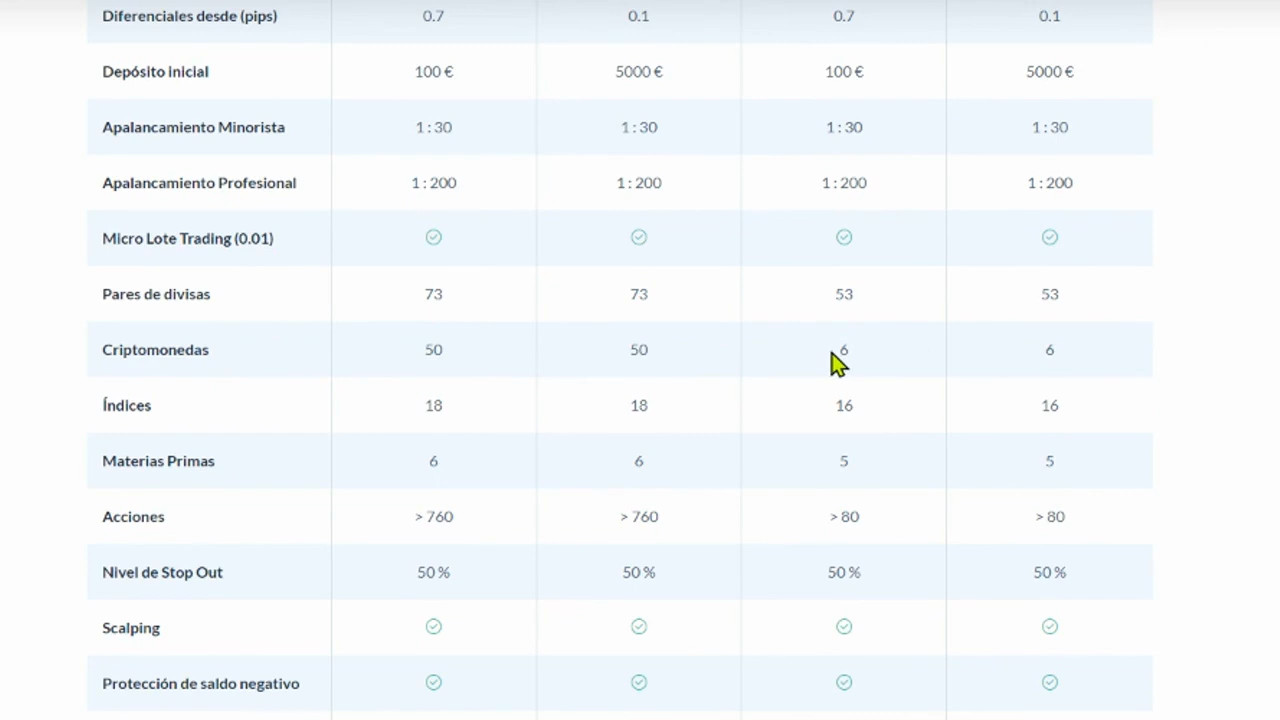 Diferenciales desde (pips) 0.7 0.1 0.7 0.1
Depósito inicial 100 € 5000 € 100 € 5000 €
Apalancamiento Minorista 1 : 30 1 : 30 1 : 30 1 : 30
Apalancamiento Profesional 1 : 200 1 : 200 1 : 200 1 : 200
Micro Lote Trading (0.01)
Pares de divisas 73 73 53 53
Criptomonedas 50 50 6 6
Índices 18 18 16 16
Materias Primas 6 6 5 5
Acciones > 760 > 760 > 80 > 80
Nivel de Stop Out 50 % 50 % 50 % 50 %
Scalping
Protección de saldo negativo